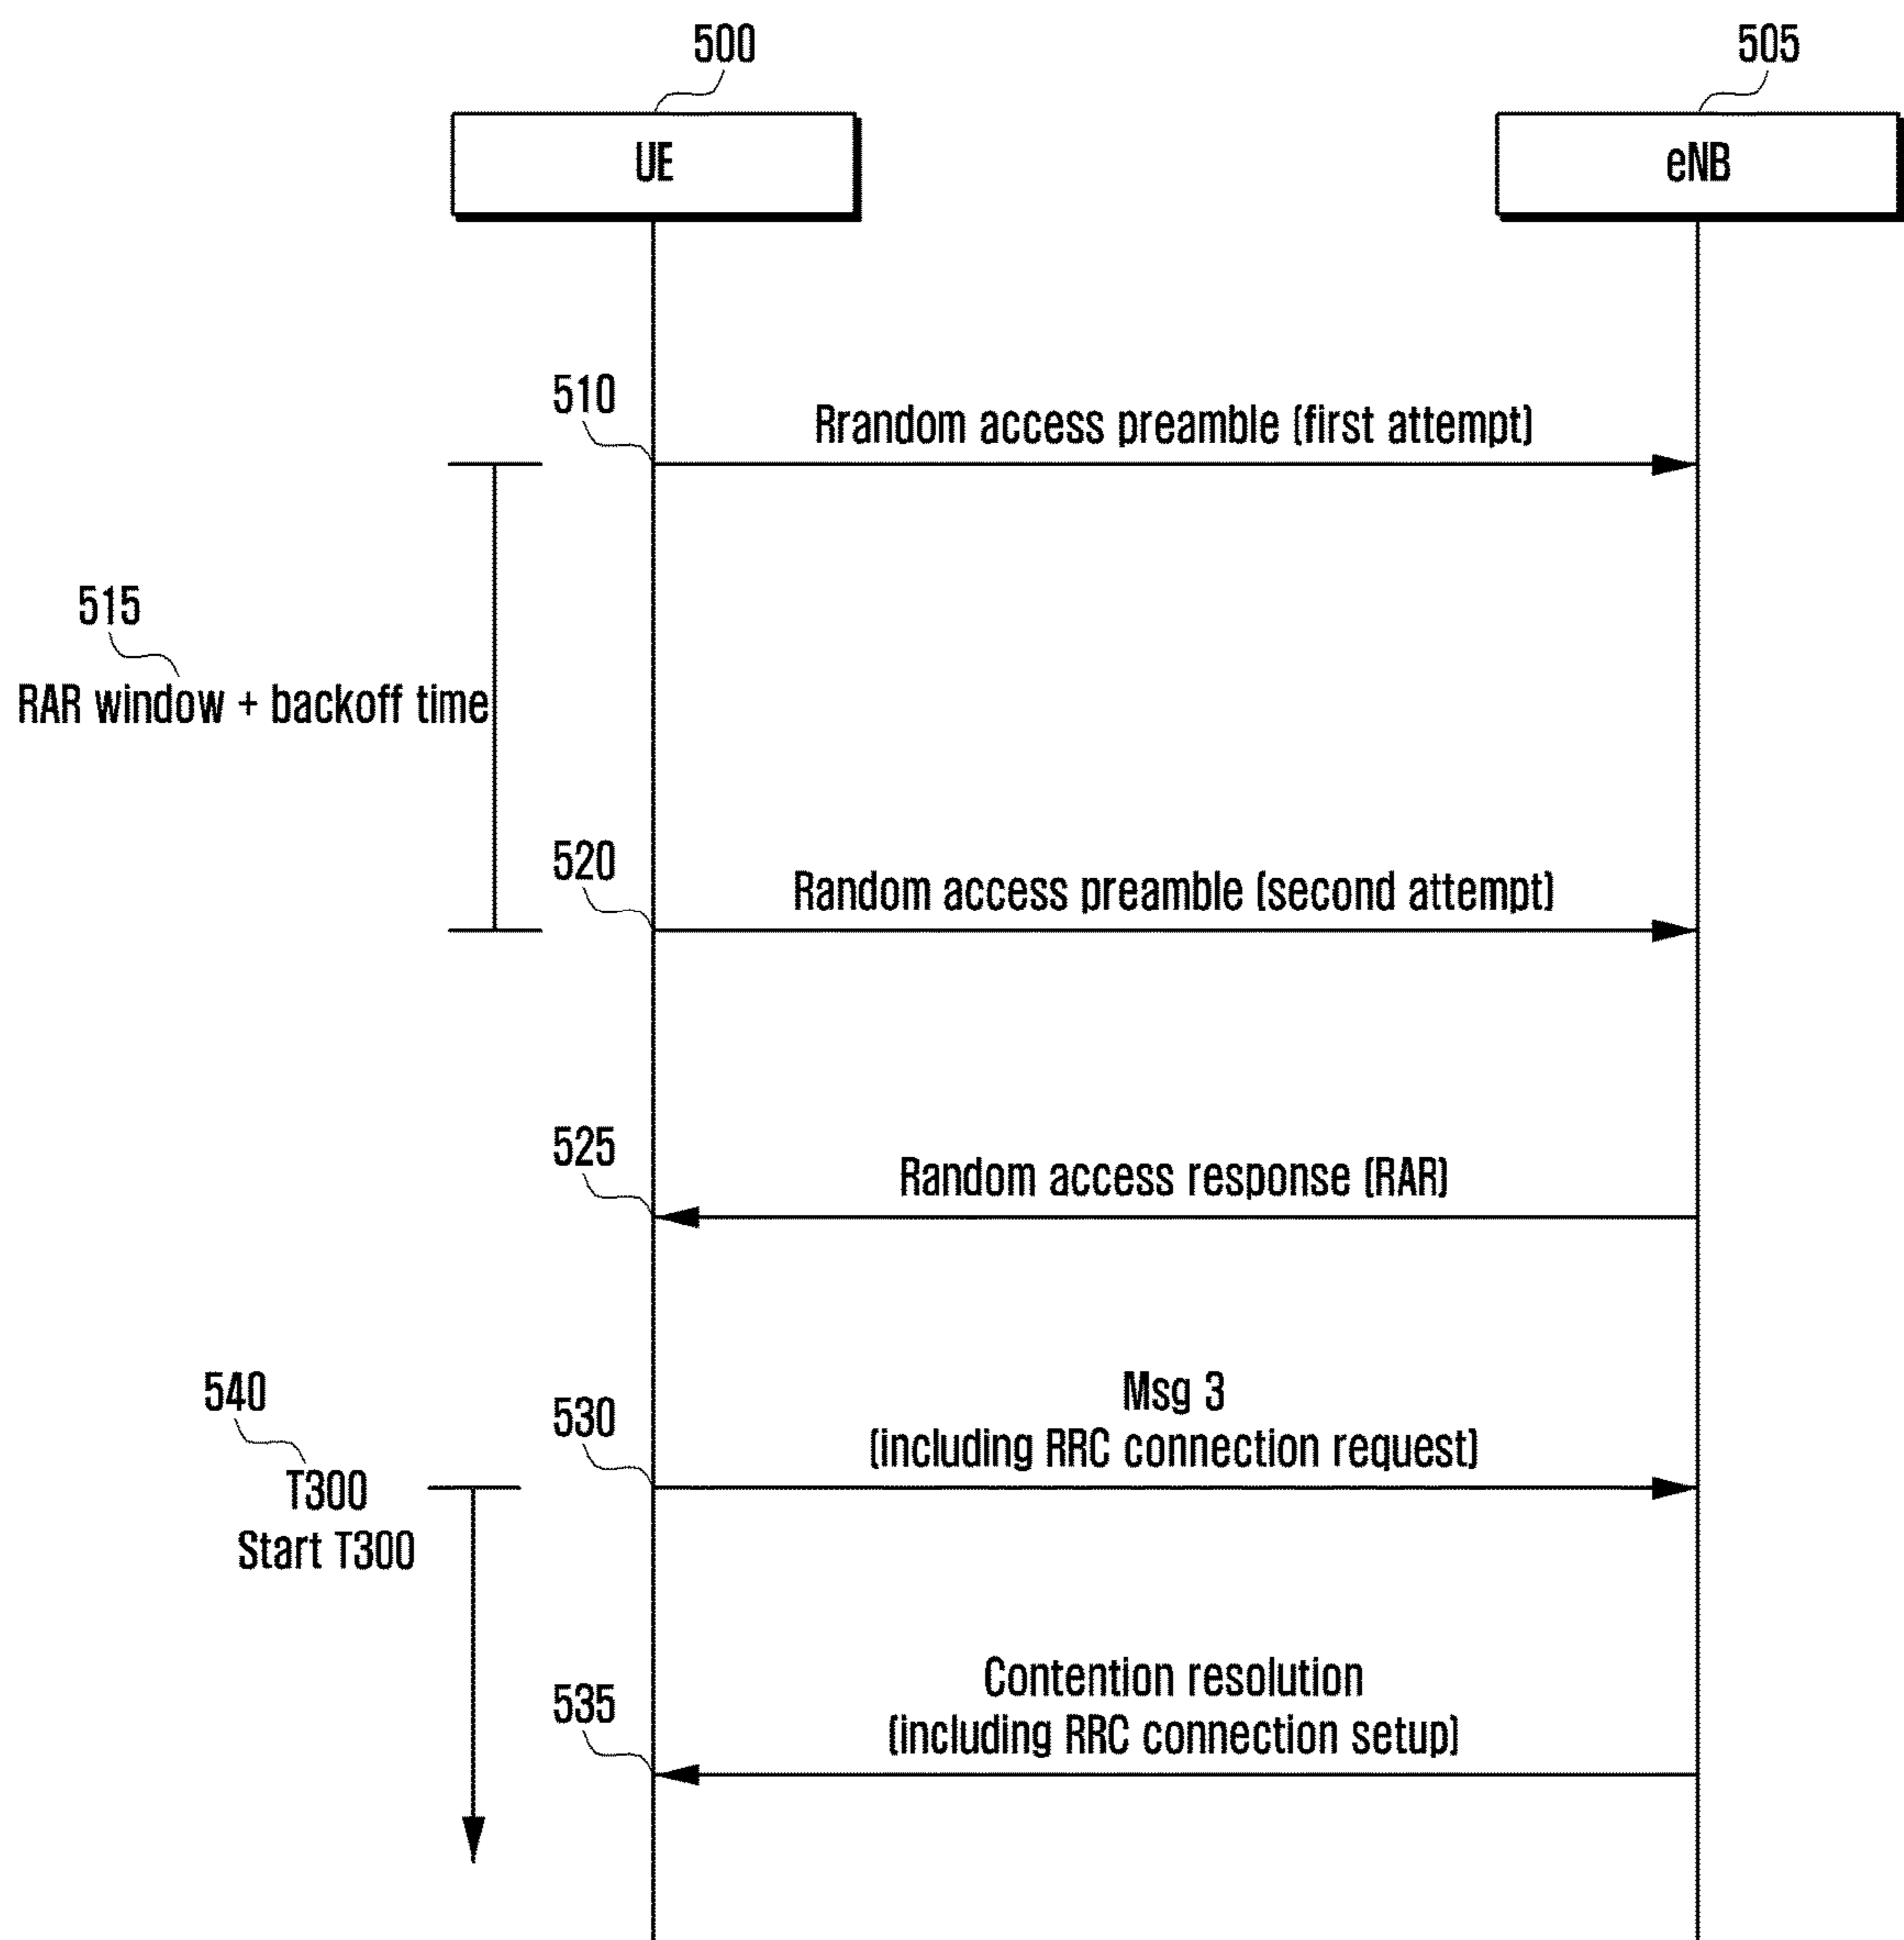 500
505
UE
eNB
510
Rrandom access preamble (first attempt)
515
RAR window + backoff time
520
Random access preamble (second attempt)
525
Random access response (RAR)
540
530
Msg 3
(including RRC connection request)
T300
Start T300
535
Contention resolution
(including RRC connection setup)